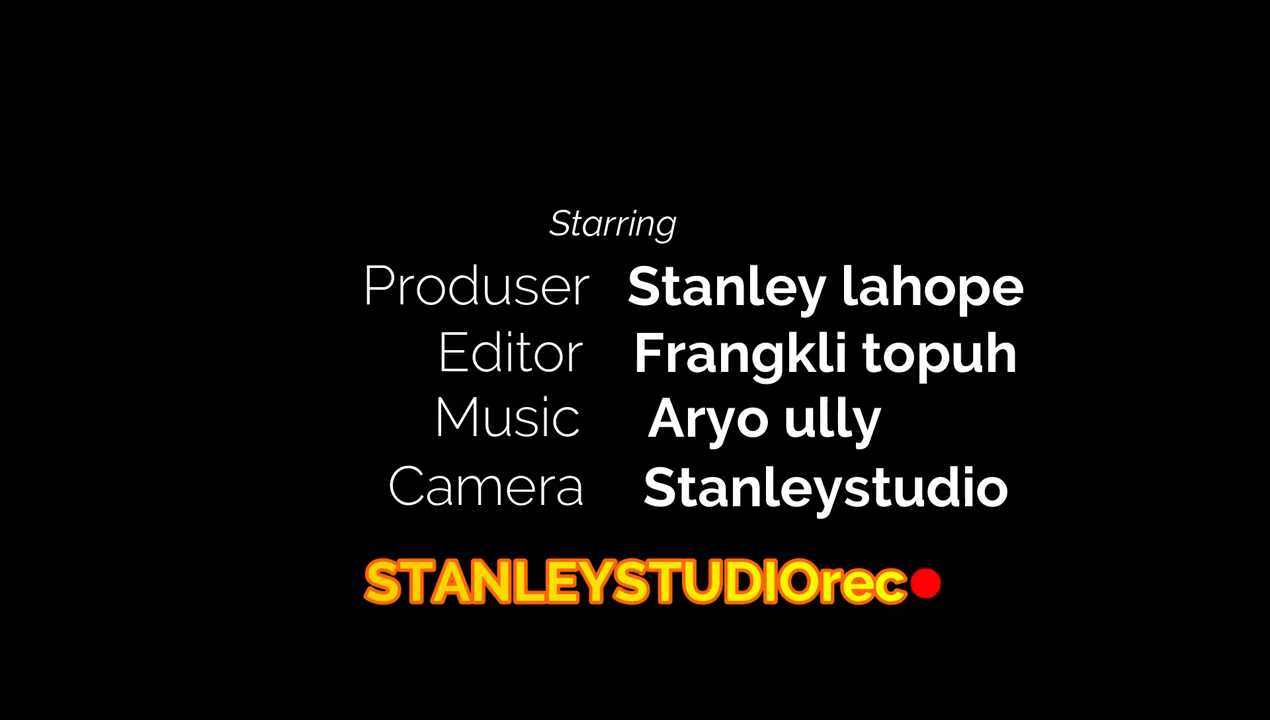 Starring
Produser Stanley lahope
Editor Frangkli topuh
Music Aryo ully
Camera Stanleystudio
STANLEYSTUDIOrec